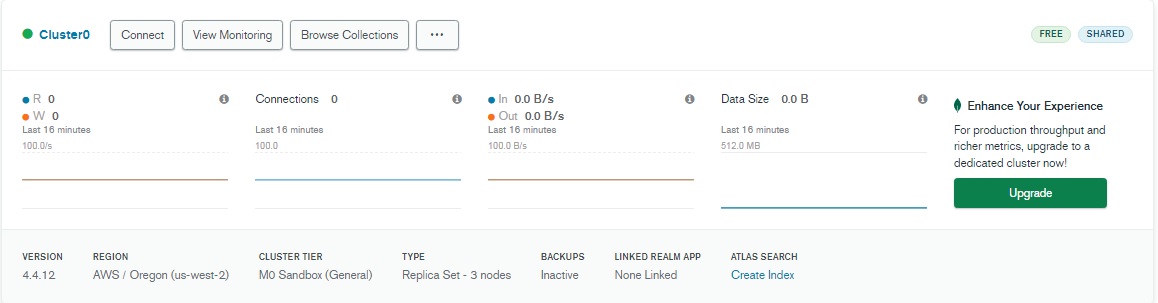 Cluster0 Connect View Monitoring Browse Collections ••• FREE SHARED
R 0
W 0
Last 16 minutes
100.0/s
Connections 0
Last 16 minutes
100.0
In 0.0 B/s
Out 0.0 B/s
Last 16 minutes
100.0 B/s
Data Size 0.0 B
Last 16 minutes
512.0 MB
Enhance Your Experience
For production throughput and
richer metrics, upgrade to a
dedicated cluster now!
Upgrade
VERSION REGION CLUSTER TIER TYPE BACKUPS LINKED REALM APP ATLAS SEARCH
4.4.12 AWS / Oregon (us-west-2) M0 Sandbox (General) Replica Set - 3 nodes Inactive None Linked Create Index